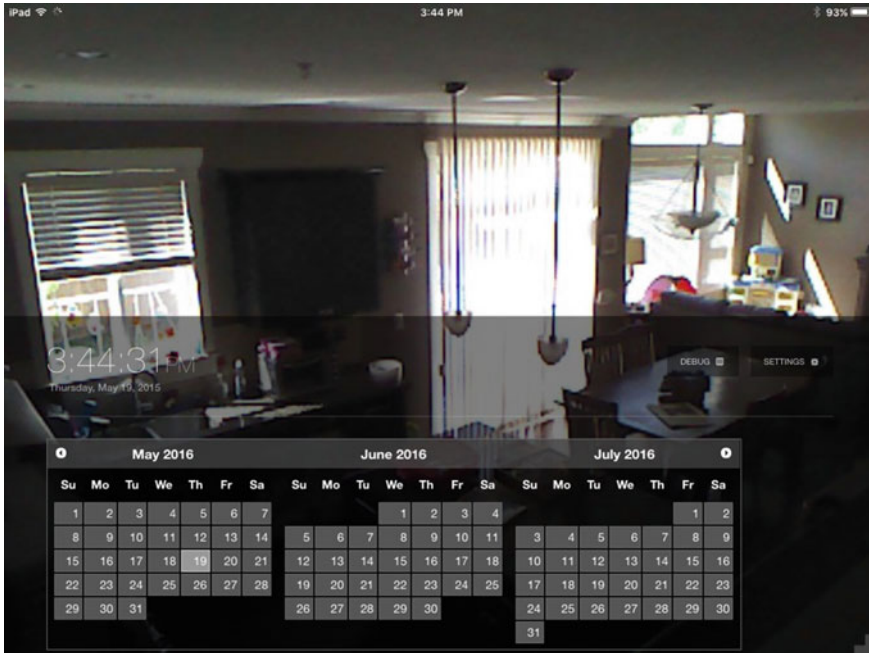 iPad 3:44 PM 93%
3:44:31PM
DEBUG SETTINGS
Thursday, May 19, 2015
May 2016 June 2016 July 2016
Su Mo Tu We Th Fr Sa Su Mo Tu We Th Fr Sa Su Mo Tu We Th Fr Sa
1 2 3 4 5 6 7 1 2 3 4 1 2
8 9 10 11 12 13 14 5 6 7 8 9 10 11 3 4 5 6 7 8 9
15 16 17 18 19 20 21 12 13 14 15 16 17 18 10 11 12 13 14 15 16
22 23 24 25 26 27 28 19 20 21 22 23 24 25 17 18 19 20 21 22 23
29 30 31 26 27 28 29 30 24 25 26 27 28 29 30
31